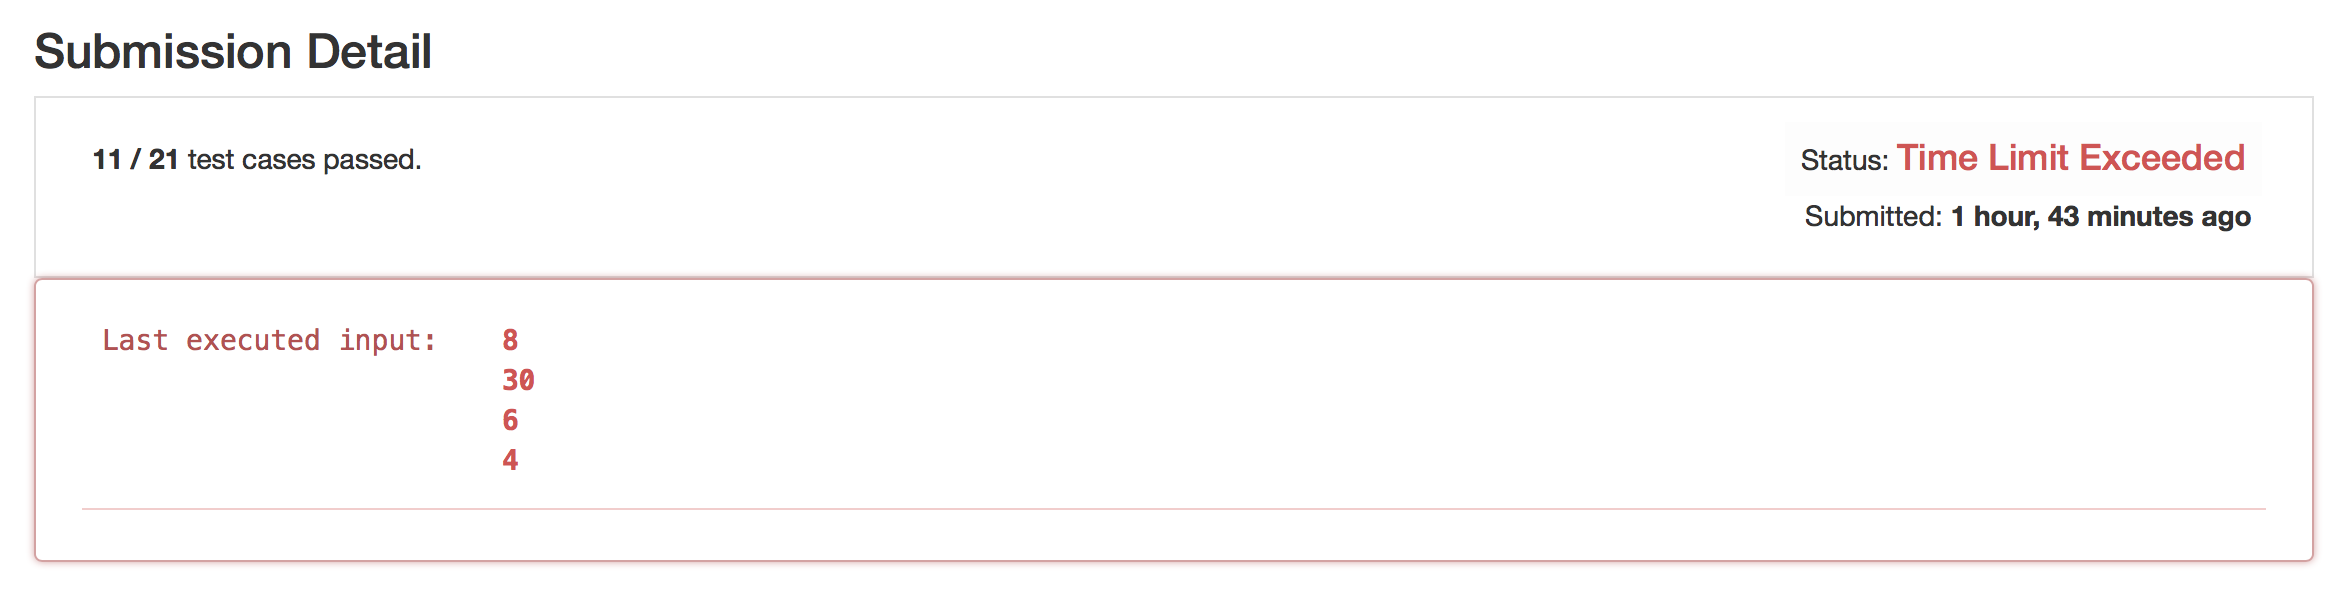 Submission Detail
11 / 21 test cases passed.
Status: Time Limit Exceeded
Submitted: 1 hour, 43 minutes ago
Last executed input: 8
30
6
4